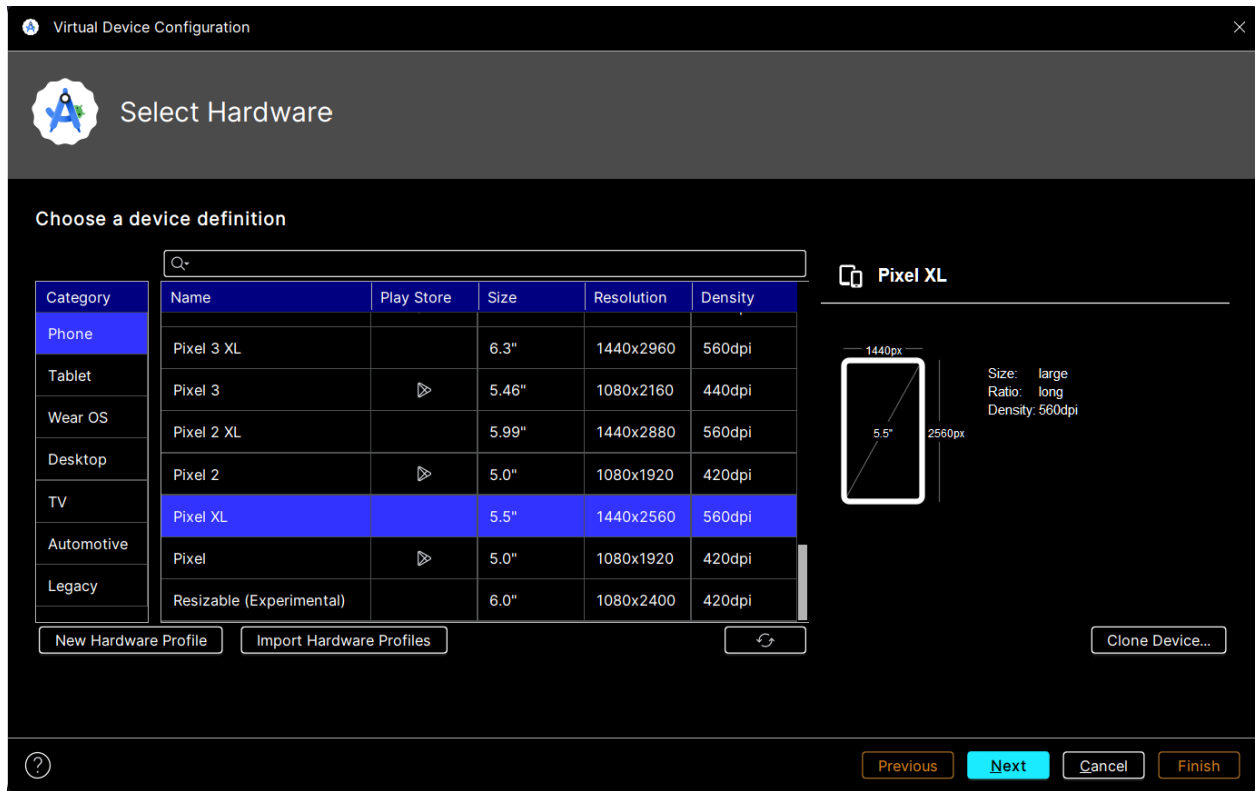 Virtual Device Configuration
Select Hardware
Choose a device definition
Category
Phone
Tablet
Wear OS
Desktop
TV
Automotive
Legacy
Name Play Store Size Resolution Density
Pixel 3 XL 6.3" 1440x2960 560dpi
Pixel 3 5.46" 1080x2160 440dpi
Pixel 2 XL 5.99" 1440x2880 560dpi
Pixel 2 5.0" 1080x1920 420dpi
Pixel XL 5.5" 1440x2560 560dpi
Pixel 5.0" 1080x1920 420dpi
Resizable (Experimental) 6.0" 1080x2400 420dpi
New Hardware Profile Import Hardware Profiles
Pixel XL
1440px
5.5" 2560px
Size: large
Ratio: long
Density: 560dpi
Clone Device...
? Previous Next Cancel Finish